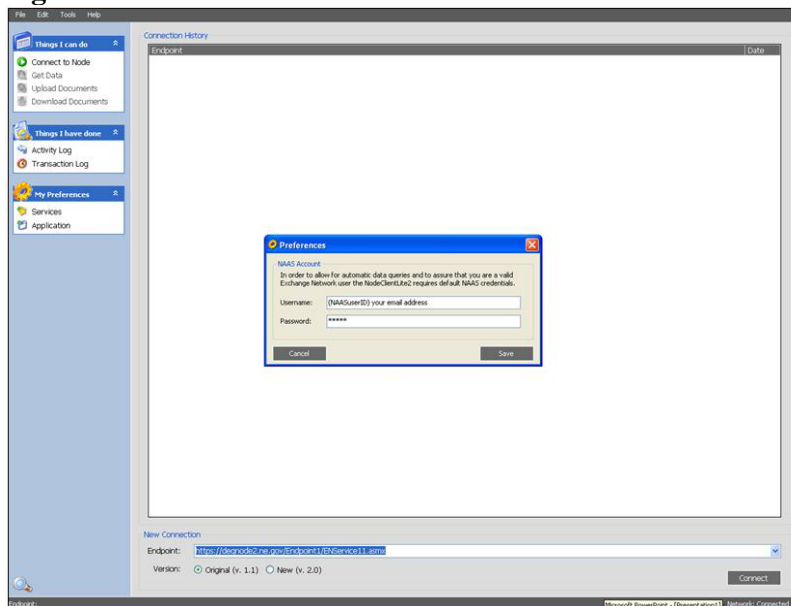 File Edit Tools Help
Things I can do
Connect to Node
Get Data
Upload Documents
Download Documents
Things I have done
Activity Log
Transaction Log
My Preferences
Services
Application
Connection History
Endpoint Date
Preferences
NAAS Account
In order to allow for automatic data queries and to assure that you are a valid
Exchange Network user the NodeClientLite2 requires default NAAS credentials.
Username: (NAASuserID) your email address
Password: *****
Cancel Save
New Connection
Endpoint: https://deqnode2.ne.gov/Endpoint1/ENService11.asmx
Version: Original (v. 1.1) New (v. 2.0)
Connect
Endpoint: Microsoft PowerPoint - [Presentation1] Network: Connected